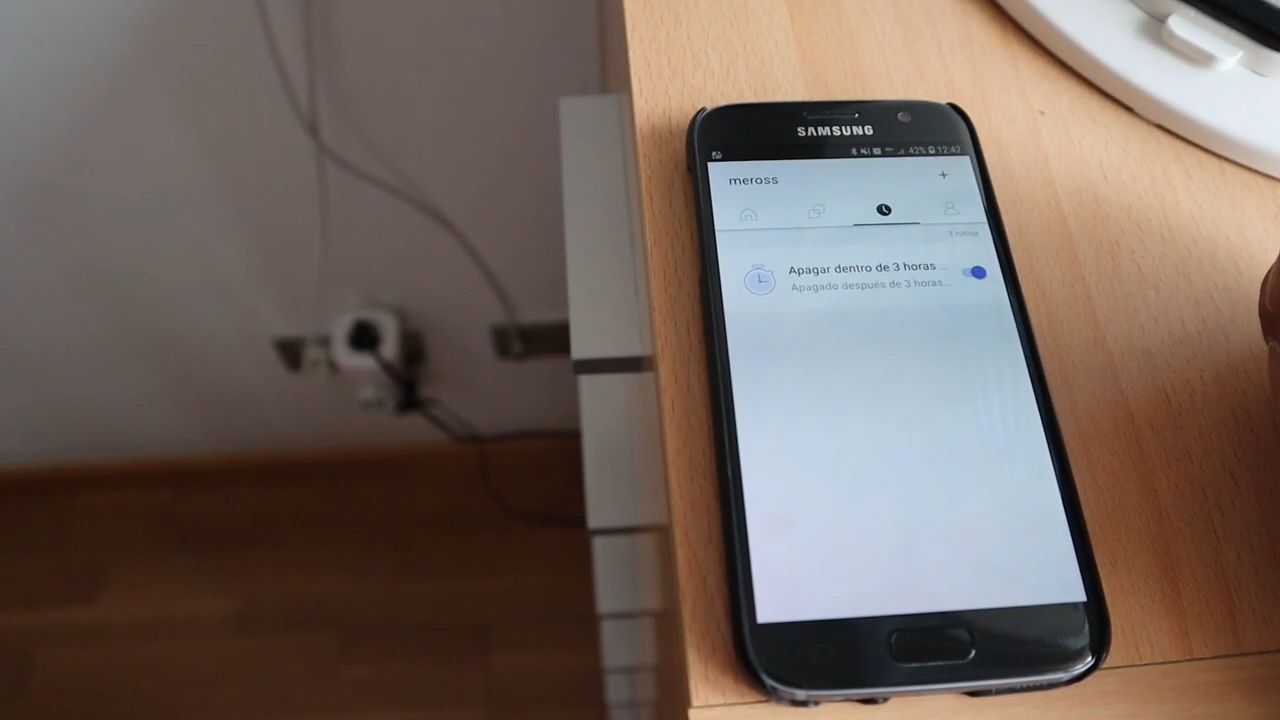 SAMSUNG
42% 12:42
meross +
1 rutina
Apagar dentro de 3 horas ...
Apagado después de 3 horas...